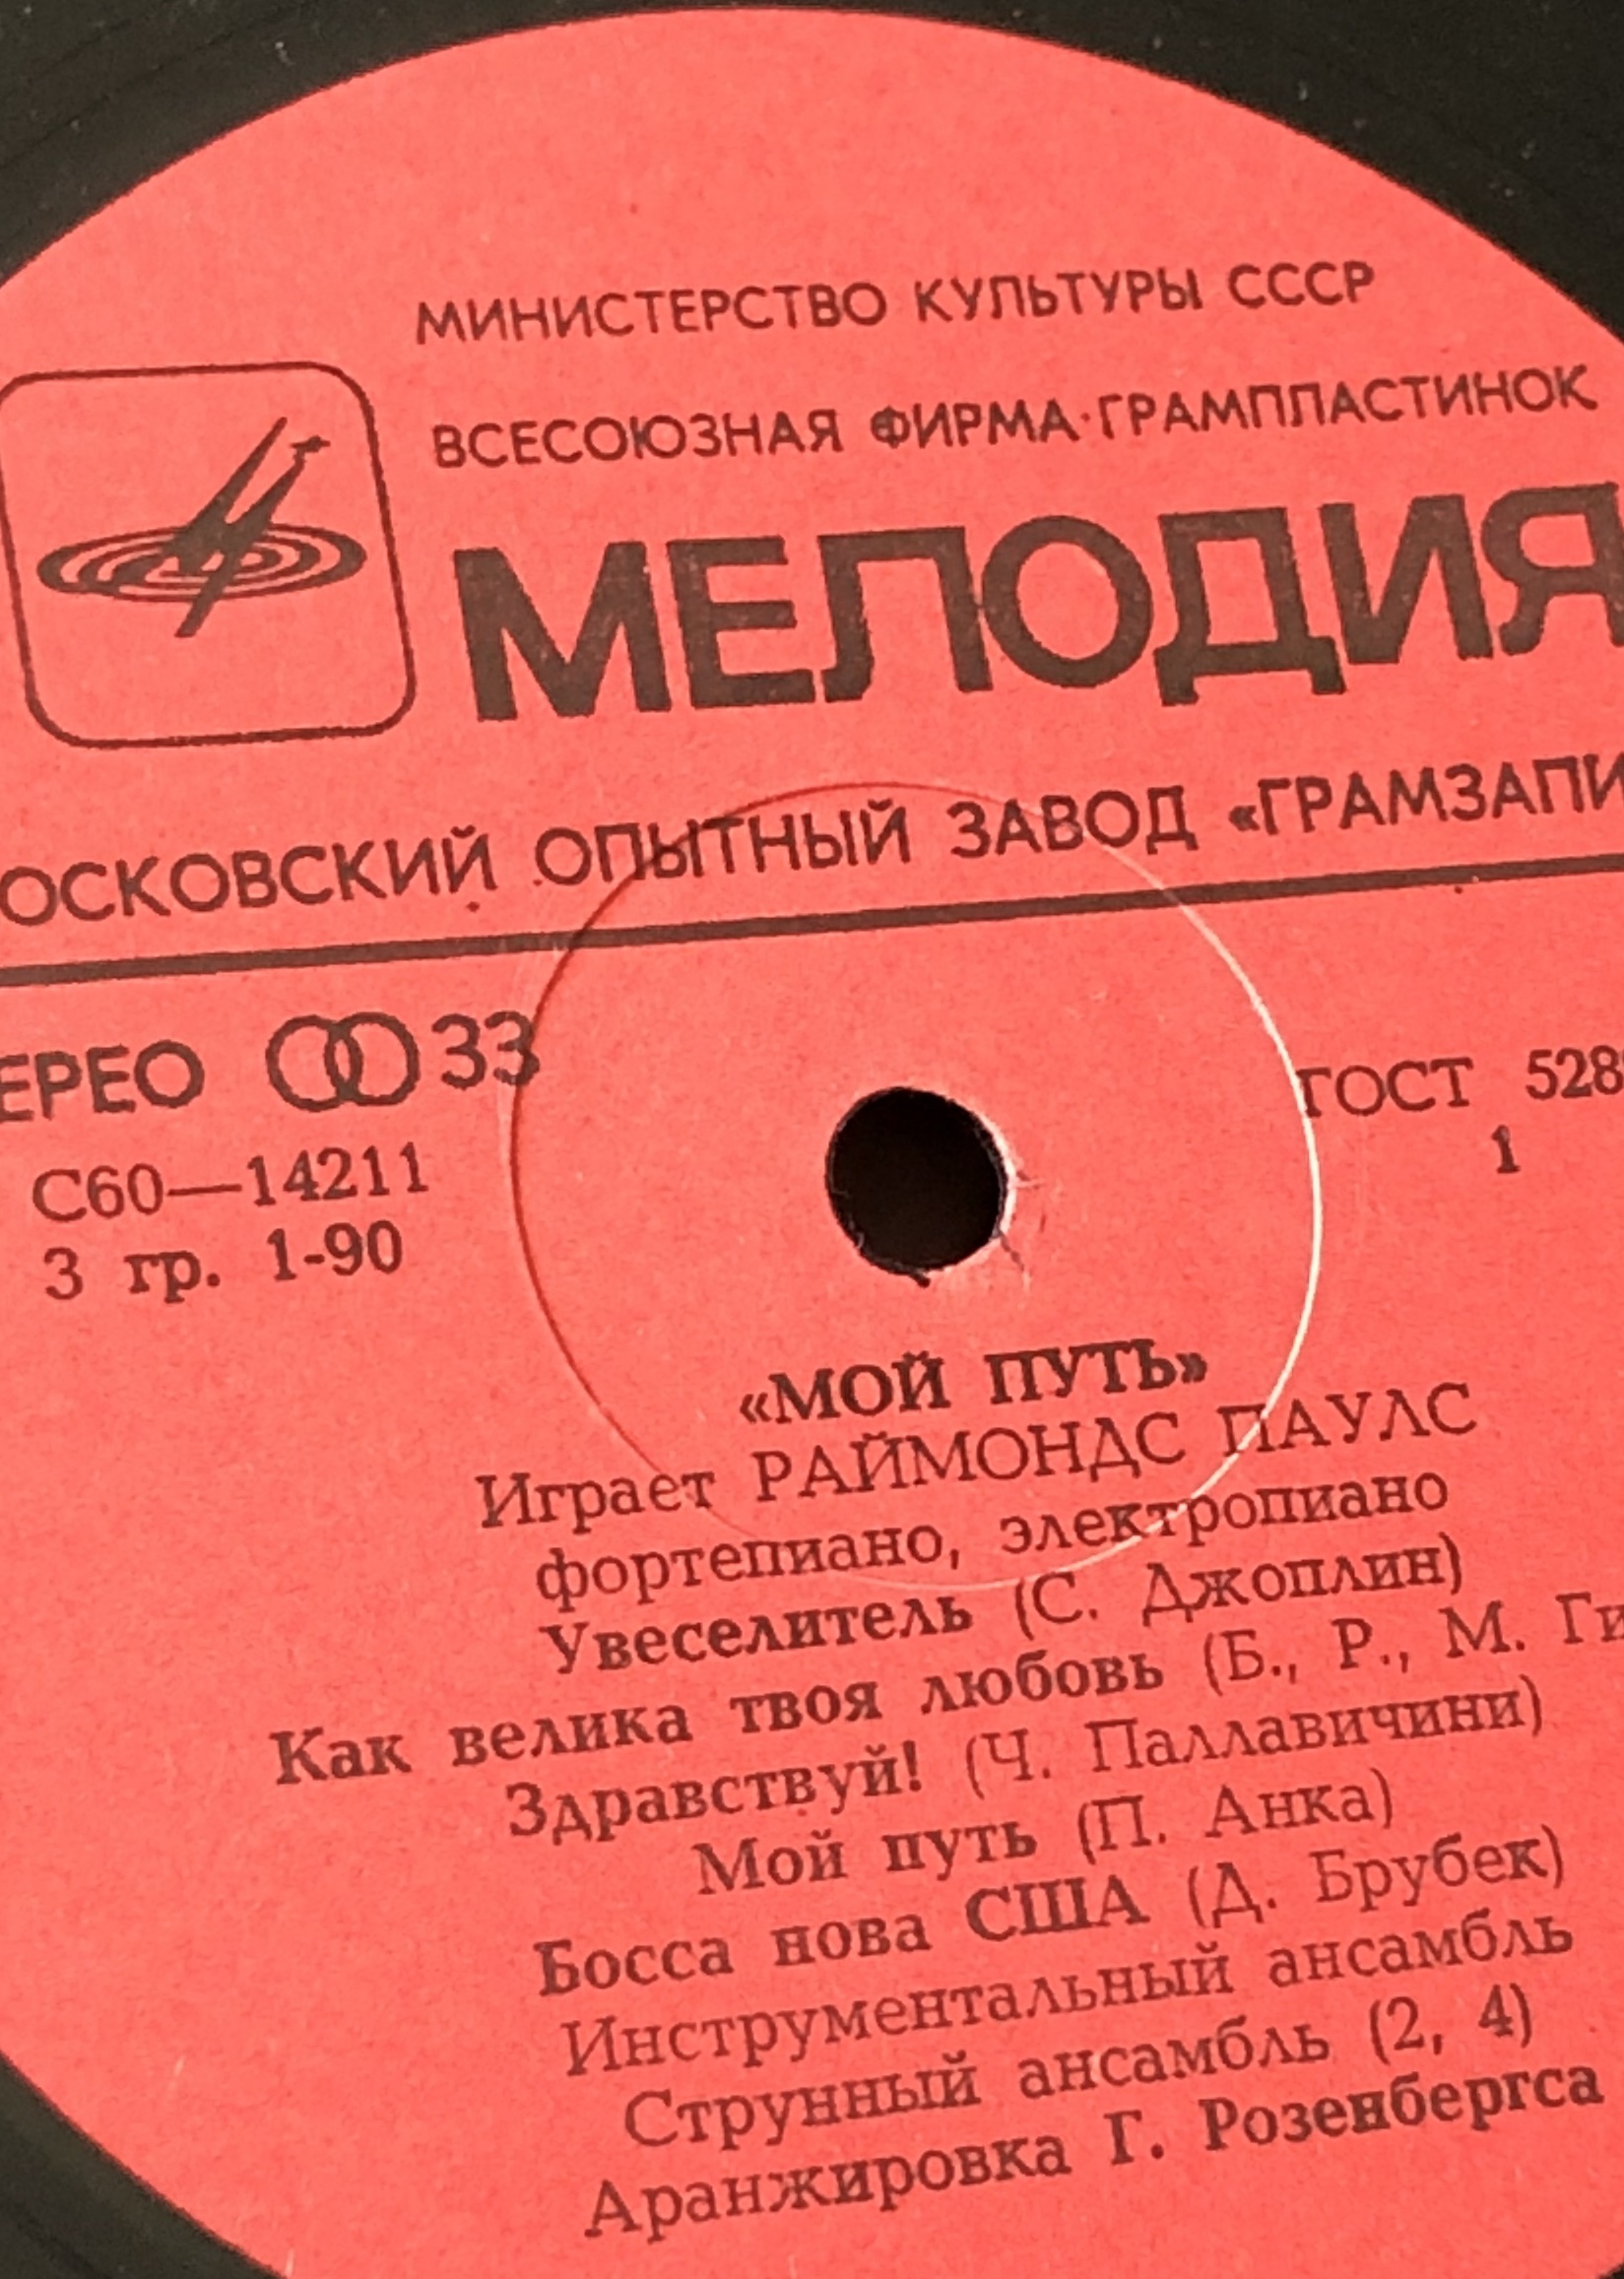 МИНИСТЕРСТВО КУЛЬТУРЫ СССР
ВСЕСОЮЗНАЯ ФИРМА·ГРАМПЛАСТИНОК
МЕЛОДИЯ
ОСКОВСКИЙ ОПЫТНЫЙ ЗАВОД «ГРАМЗАПИ
ЕРЕО 33
ГОСТ 528
С60—14211
1
3 гр. 1-90
«МОЙ ПУТЬ»
Играет РАЙМОНДС ПАУЛС
фортепиано, электропиано
Увеселитель (С. Джоплин)
Как велика твоя любовь (Б., Р., М. Ги
Здравствуй! (Ч. Паллавичини)
Мой путь (П. Анка)
Босса нова США (Д. Брубек)
Инструментальный ансамбль
Струнный ансамбль (2, 4)
Аранжировка Г. Розенбергса